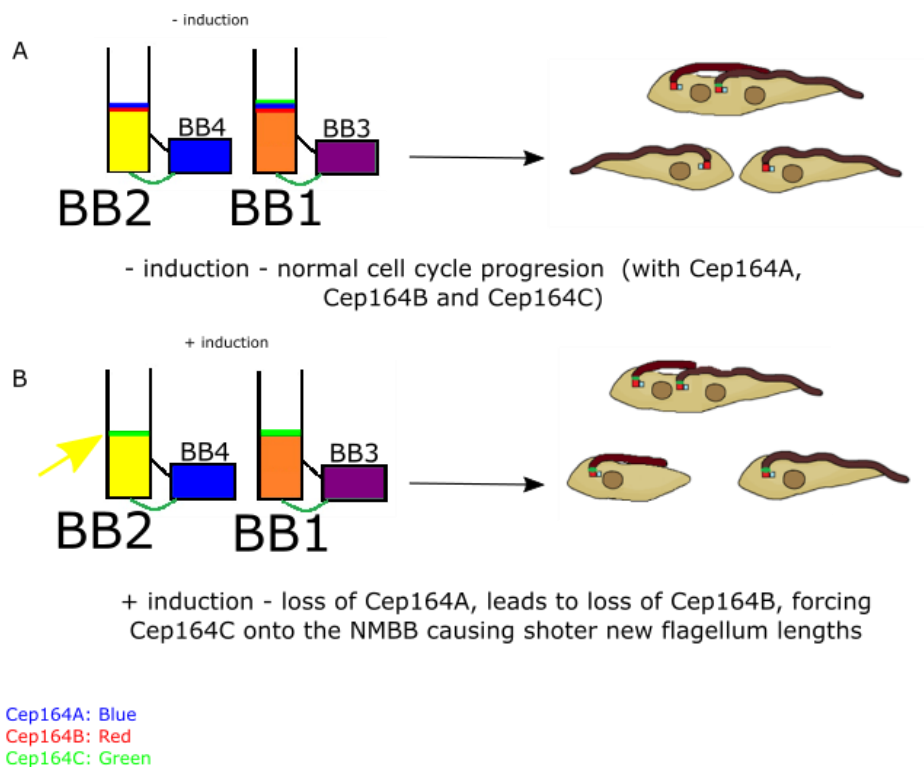 - induction
A
BB4
BB3
BB2
BB1
- induction - normal cell cycle progresion (with Cep164A,
Cep164B and Cep164C)
+ induction
B
BB4
BB3
BB2
BB1
+ induction - loss of Cep164A, leads to loss of Cep164B, forcing
Cep164C onto the NMBB causing shoter new flagellum lengths
Cep164A: Blue
Cep164B: Red
Cep164C: Green